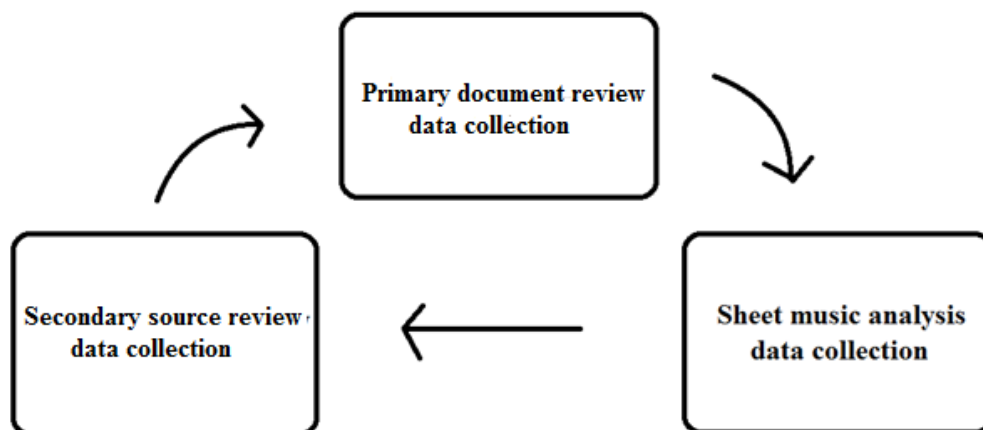 Primary document review
data collection
Secondary source review
data collection
Sheet music analysis
data collection